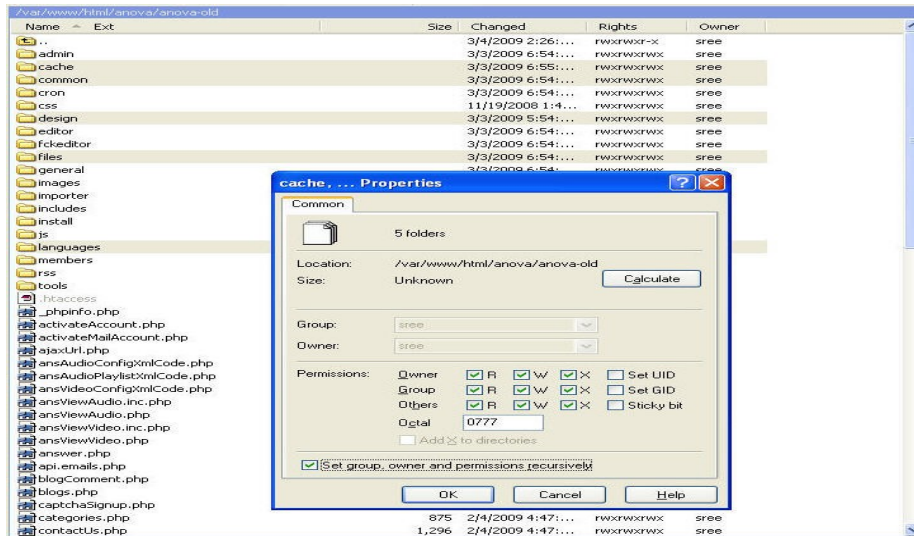 /var/www/html/anova/anova-old
Name Ext Size Changed Rights Owner
.. 3/4/2009 2:26:... rwxrwxr-x sree
admin 3/3/2009 6:54:... rwxrwxrwx sree
cache 3/3/2009 6:55:... rwxrwxrwx sree
common 3/3/2009 6:54:... rwxrwxrwx sree
cron 3/3/2009 6:54:... rwxrwxrwx sree
css 11/19/2008 1:4... rwxrwxrwx sree
design 3/3/2009 5:54:... rwxrwxrwx sree
editor 3/3/2009 6:54:... rwxrwxrwx sree
fckeditor 3/3/2009 6:54:... rwxrwxrwx sree
files 3/3/2009 6:54:... rwxrwxrwx sree
general 3/3/2009 6:54: rwxrwxrwx sree
images
importer
includes
install
js
languages
members
rss
tools
.htaccess
_phpinfo.php
activateAccount.php
activateMailAccount.php
ajaxUrl.php
ansAudioConfigXmlCode.php
ansAudioPlaylistXmlCode.php
ansVideoConfigXmlCode.php
ansViewAudio.inc.php
ansViewAudio.php
ansViewVideo.inc.php
ansViewVideo.php
answer.php
api.emails.php
blogComment.php
blogs.php
captchaSignup.php
categories.php 875 2/4/2009 4:47:... rwxrwxrwx sree
contactUs.php 1,296 2/4/2009 4:47:... rwxrwxrwx sree
cache, ... Properties
Common
5 folders
Location: /var/www/html/anova/anova-old
Size: Unknown Calculate
Group: sree
Owner: sree
Permissions: Owner R W X Set UID
Group R W X Set GID
Others R W X Sticky bit
Octal 0777
Add X to directories
Set group, owner and permissions recursively
OK Cancel Help